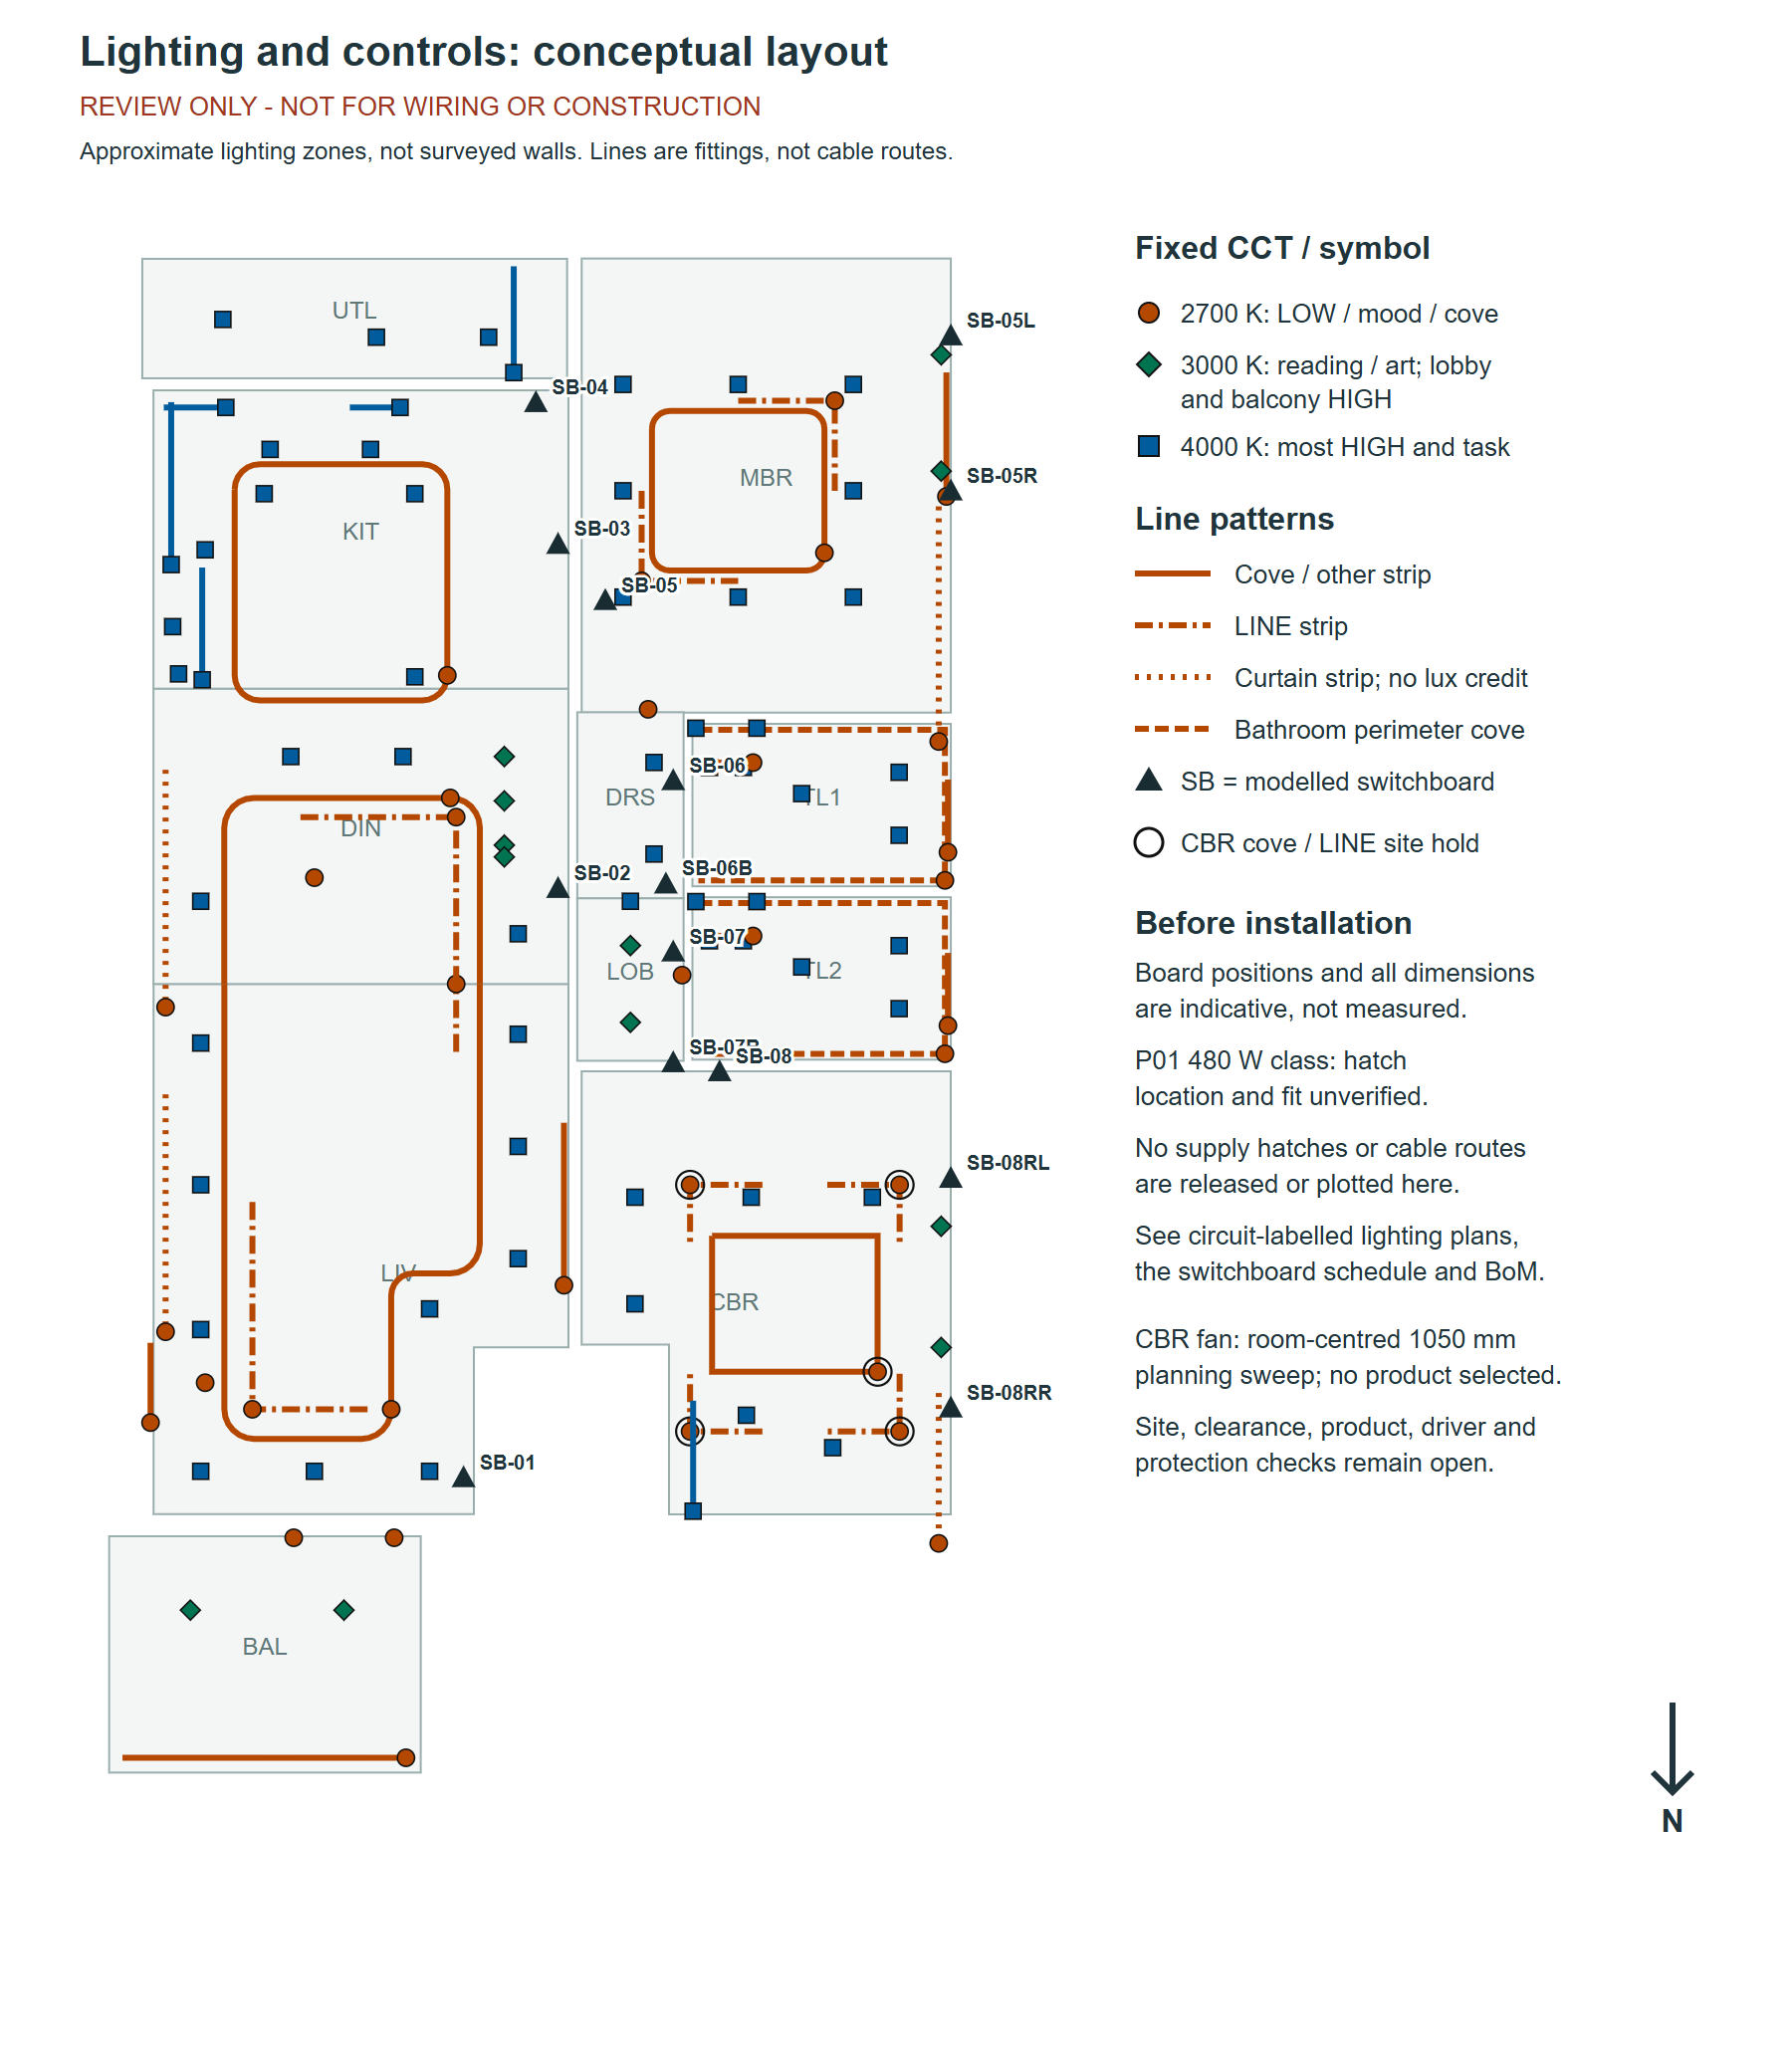 Lighting and controls: conceptual layout
REVIEW ONLY - NOT FOR WIRING OR CONSTRUCTION
Approximate lighting zones, not surveyed walls. Lines are fittings, not cable routes.
UTL
SB-04
KIT
SB-03
MBR
SB-05L
SB-05R
SB-05
DIN
SB-02
DRS
SB-06
TL1
SB-06B
LOB
SB-07
TL2
SB-07B
SB-08
LIV
SB-01
CBR
SB-08RL
SB-08RR
BAL
Fixed CCT / symbol
2700 K: LOW / mood / cove
3000 K: reading / art; lobby
and balcony HIGH
4000 K: most HIGH and task
Line patterns
Cove / other strip
LINE strip
Curtain strip; no lux credit
Bathroom perimeter cove
SB = modelled switchboard
CBR cove / LINE site hold
Before installation
Board positions and all dimensions
are indicative, not measured.
P01 480 W class: hatch
location and fit unverified.
No supply hatches or cable routes
are released or plotted here.
See circuit-labelled lighting plans,
the switchboard schedule and BoM.
CBR fan: room-centred 1050 mm
planning sweep; no product selected.
Site, clearance, product, driver and
protection checks remain open.
N